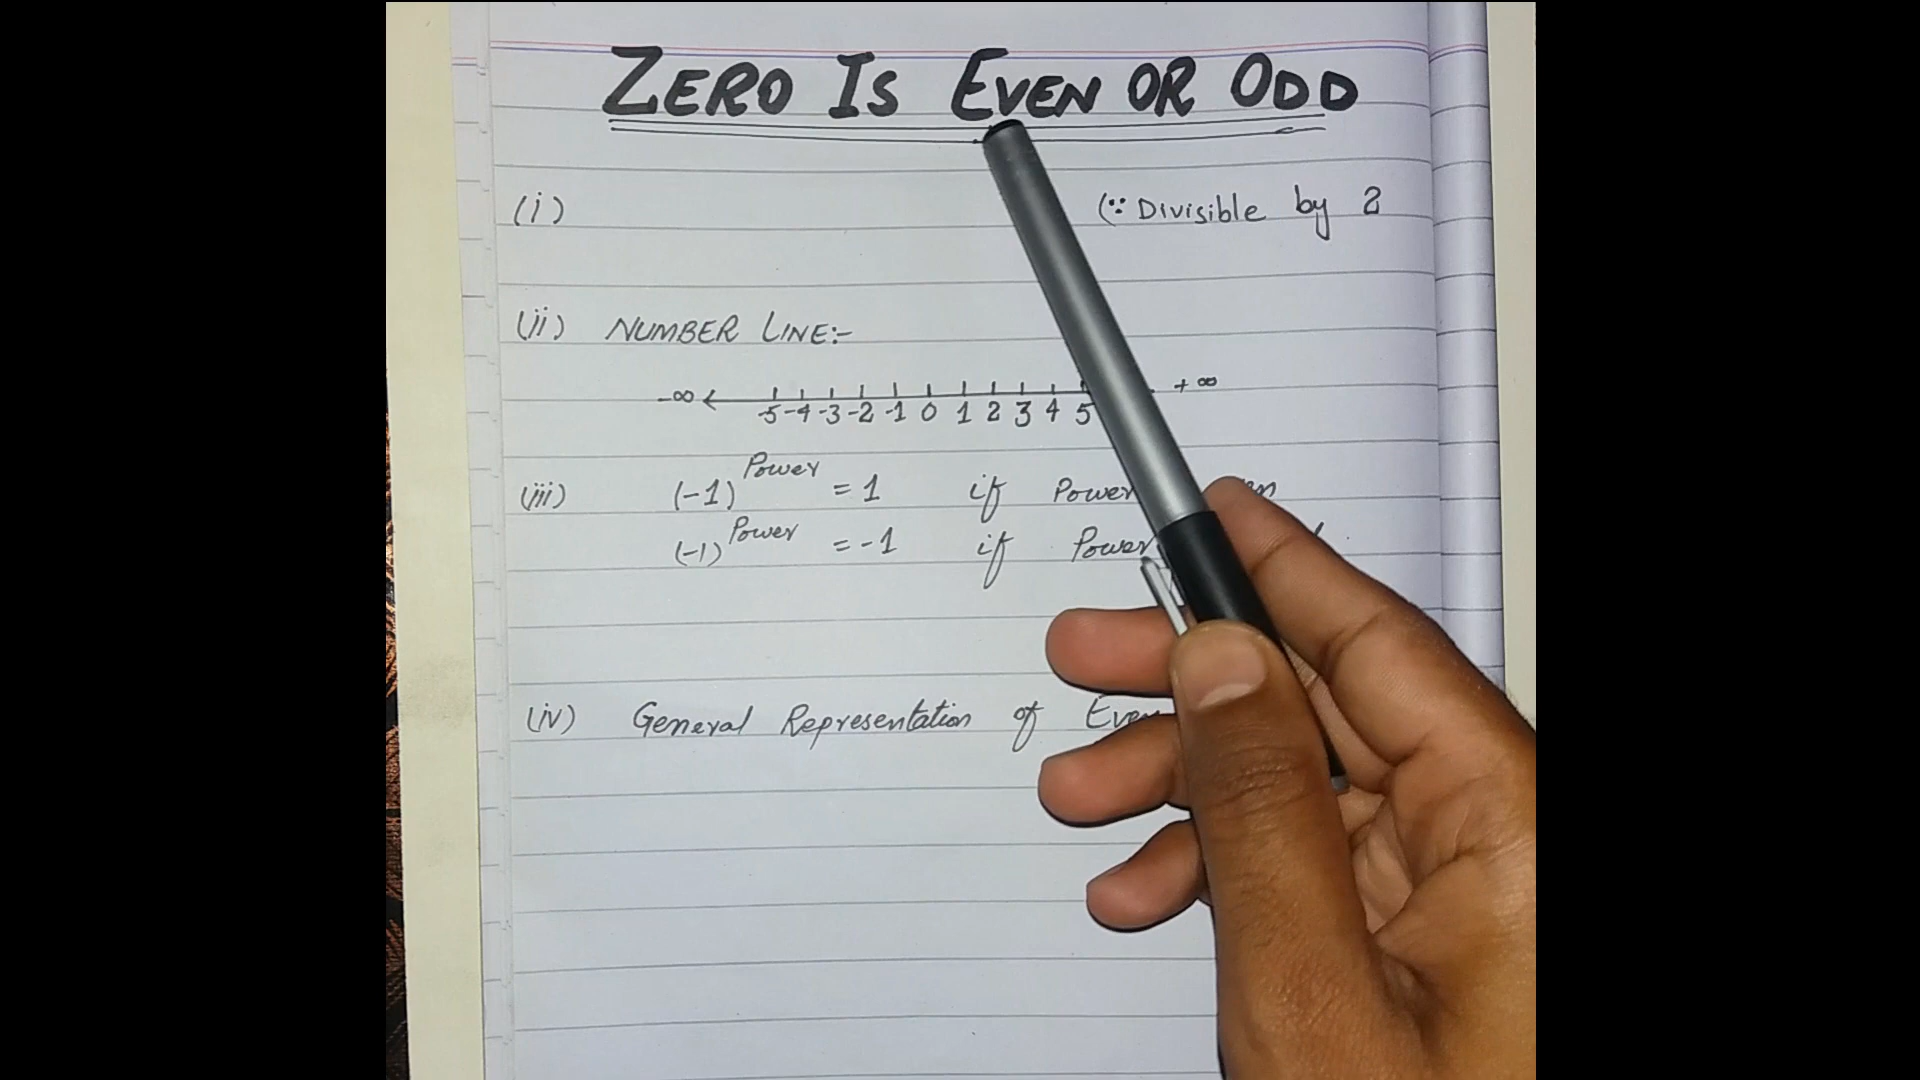 ZERO IS EVEN OR ODD
(i) (∵ Divisible by 2
(ii) NUMBER LINE:-
-∞ -5 -4 -3 -2 -1 0 1 2 3 4 5 +∞
(iii) (-1)^Power = 1 if Power
(-1)^Power = -1 if Power
(iv) General Representation of Even